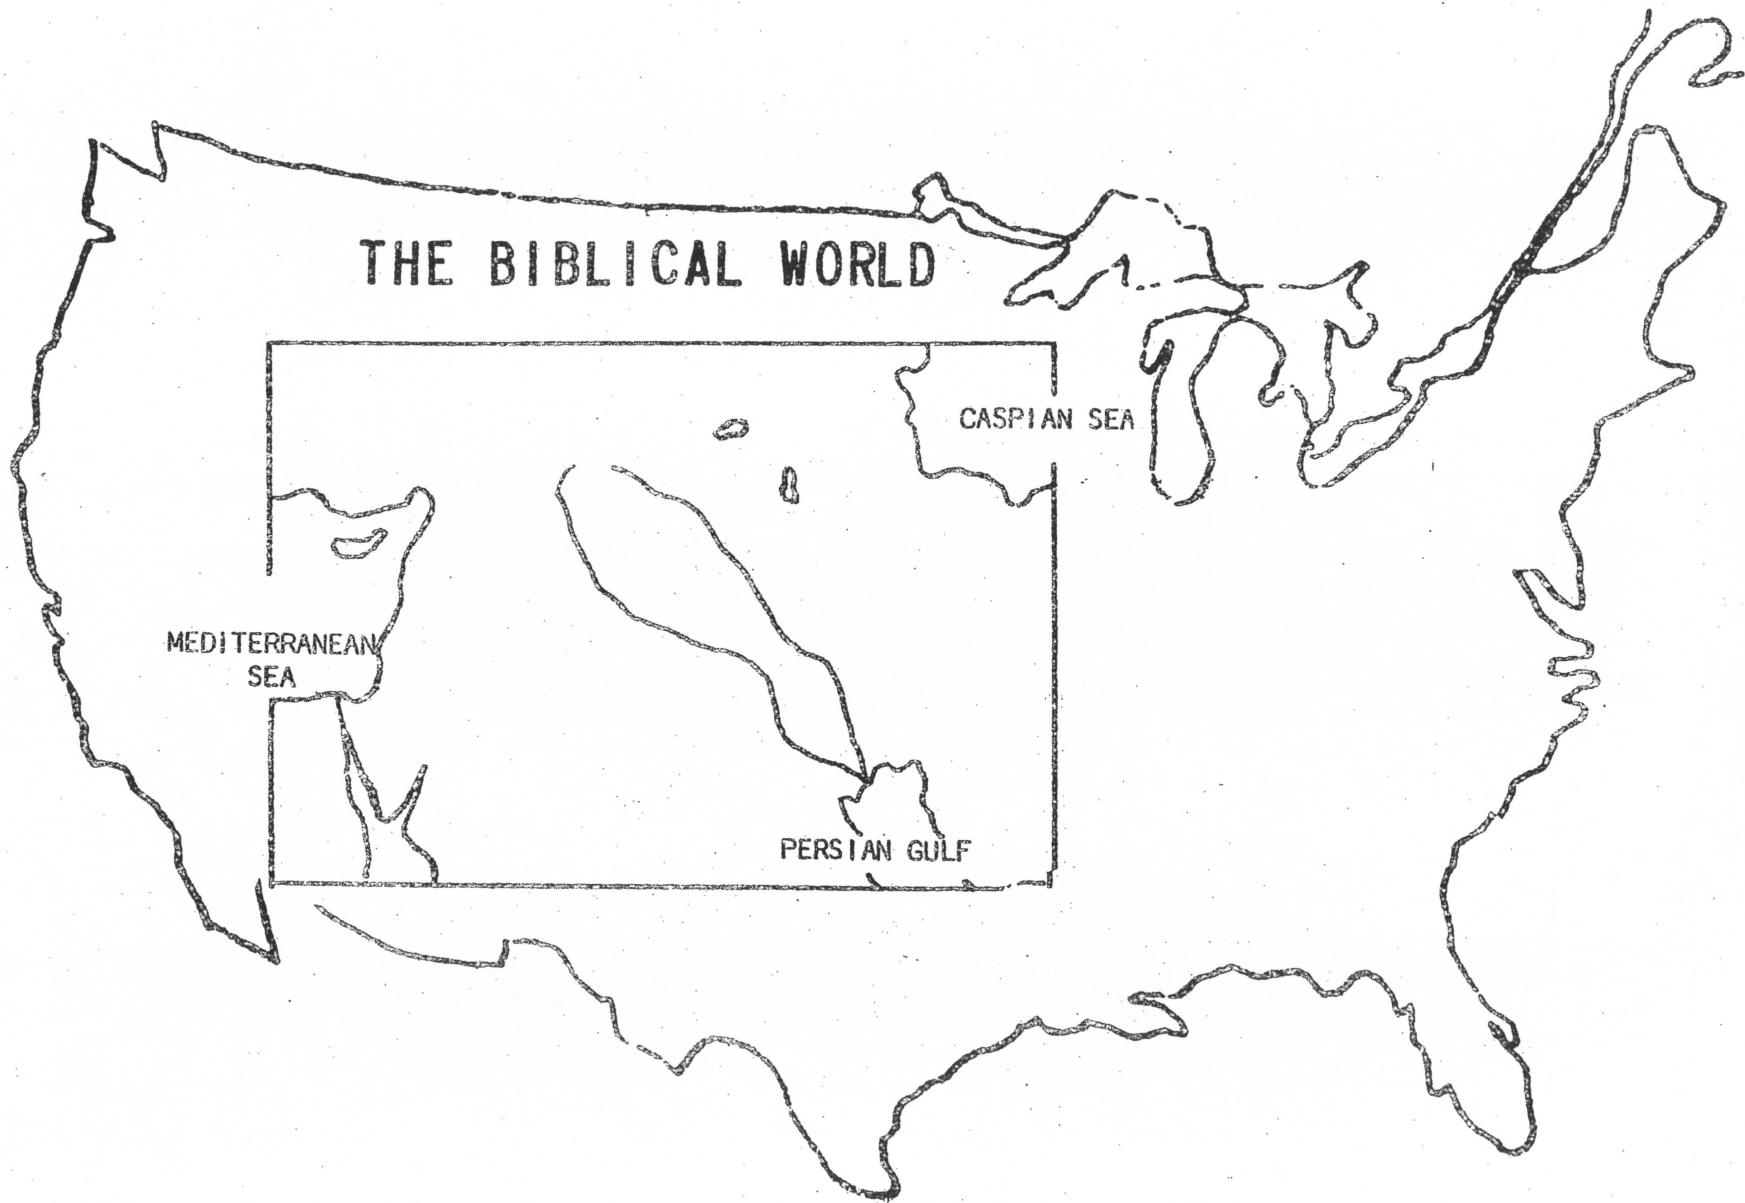 THE BIBLICAL WORLD
CASPIAN SEA
MEDITERRANEAN
SEA
PERSIAN GULF